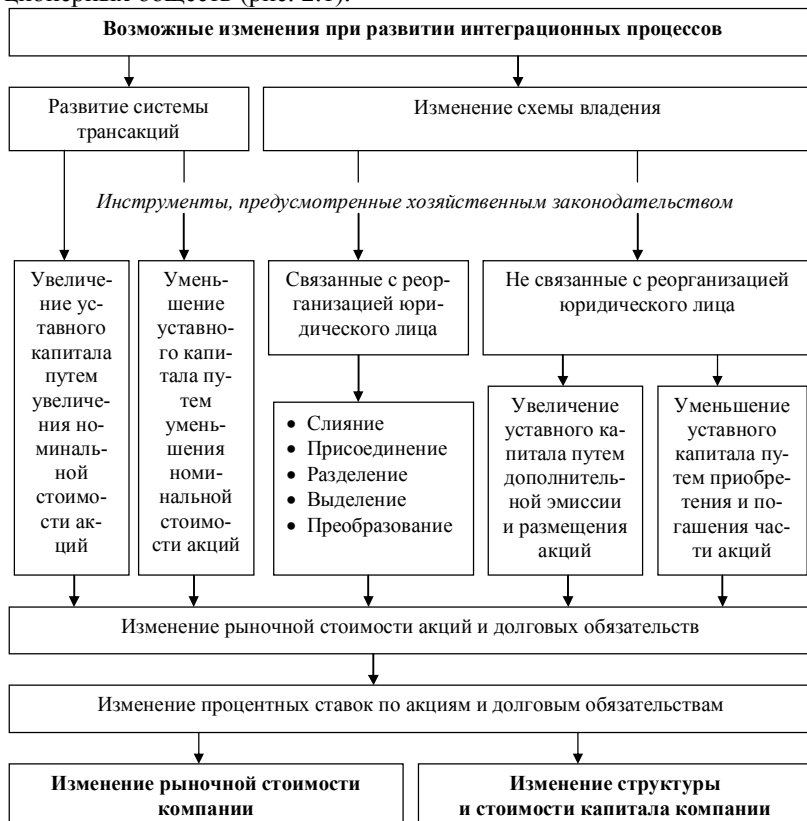 ционерных обществ (рис. 2.1).
Возможные изменения при развитии интеграционных процессов
Развитие системы
трансакций
Изменение схемы владения
Инструменты, предусмотренные хозяйственным законодательством
Увеличе-
ние ус-
тавного
капитала
путем
увеличе-
ния но-
миналь-
ной
стоимо-
сти ак-
ций
Умень-
шение
уставно-
го капи-
тала пу-
тем
умень-
шения
номи-
нальной
стоимо-
сти акций
Связанные с реор-
ганизацией юри-
дического лица
Не связанные с реорганизацией
юридического лица
• Слияние
• Присоединение
• Разделение
• Выделение
• Преобразование
Увеличение
уставного ка-
питала путем
дополнитель-
ной эмиссии
и размещения
акций
Уменьшение
уставного
капитала пу-
тем приобре-
тения и по-
гашения час-
ти акций
Изменение рыночной стоимости акций и долговых обязательств
Изменение процентных ставок по акциям и долговым обязательствам
Изменение рыночной стоимости
компании
Изменение структуры
и стоимости капитала компании